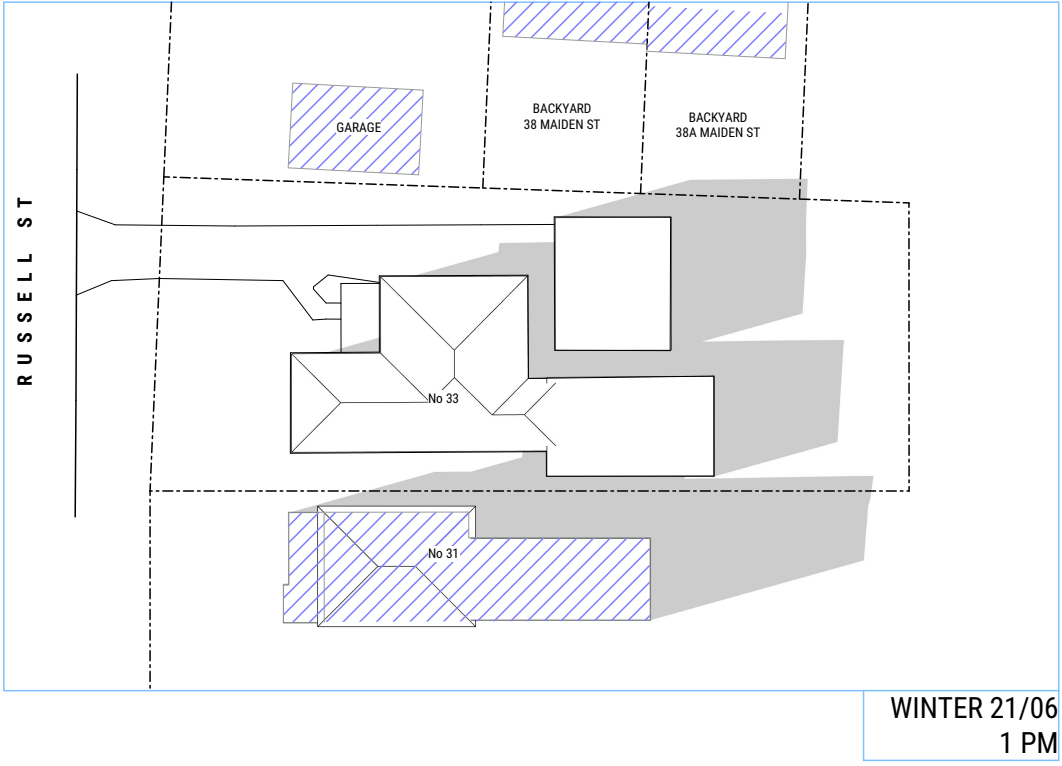 BACKYARD
38 MAIDEN ST
BACKYARD
38A MAIDEN ST
GARAGE
RUSSELL ST
No 33
No 31
WINTER 21/06
1 PM